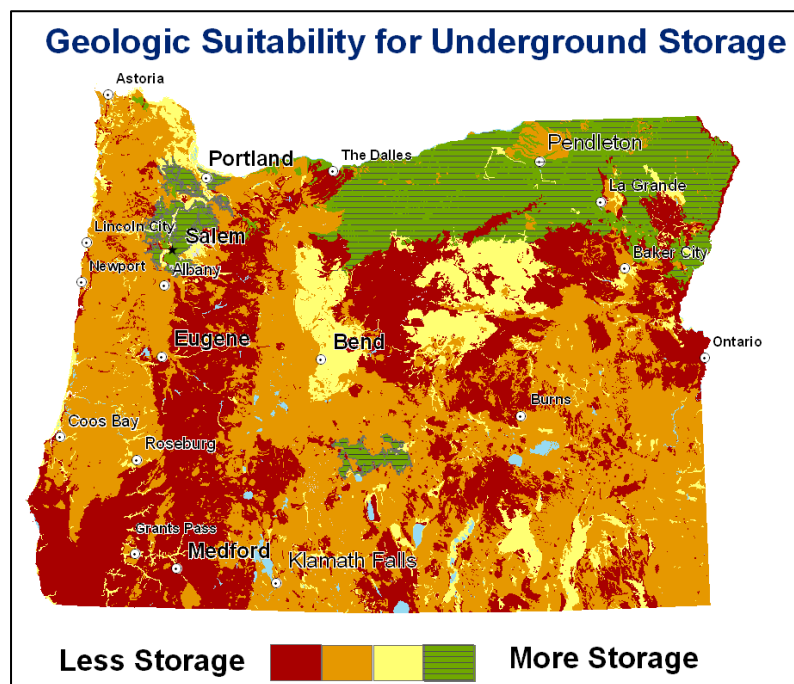 Geologic Suitability for Underground Storage
Astoria
Portland
The Dalles
Pendleton
La Grande
Lincoln City
Salem
Newport
Albany
Baker City
Eugene
Bend
Ontario
Burns
Coos Bay
Roseburg
Grants Pass
Medford
Klamath Falls
Less Storage
More Storage